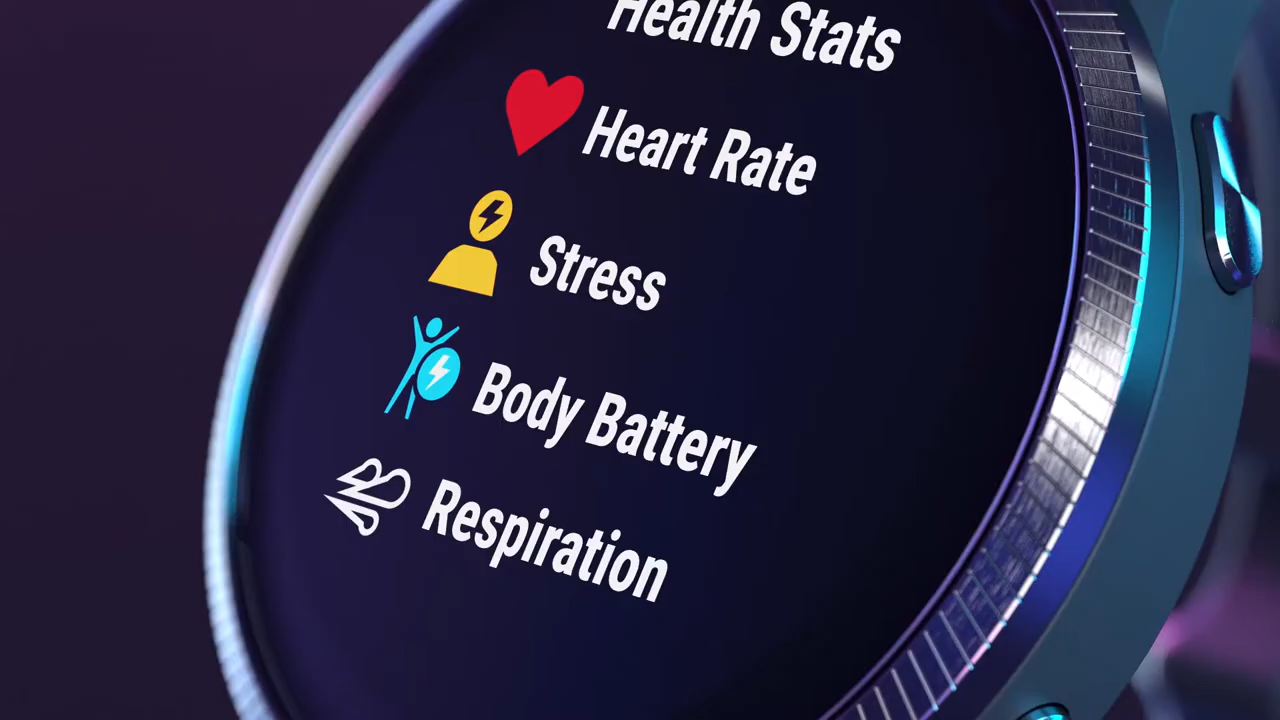 Health Stats
Heart Rate
Stress
Body Battery
Respiration